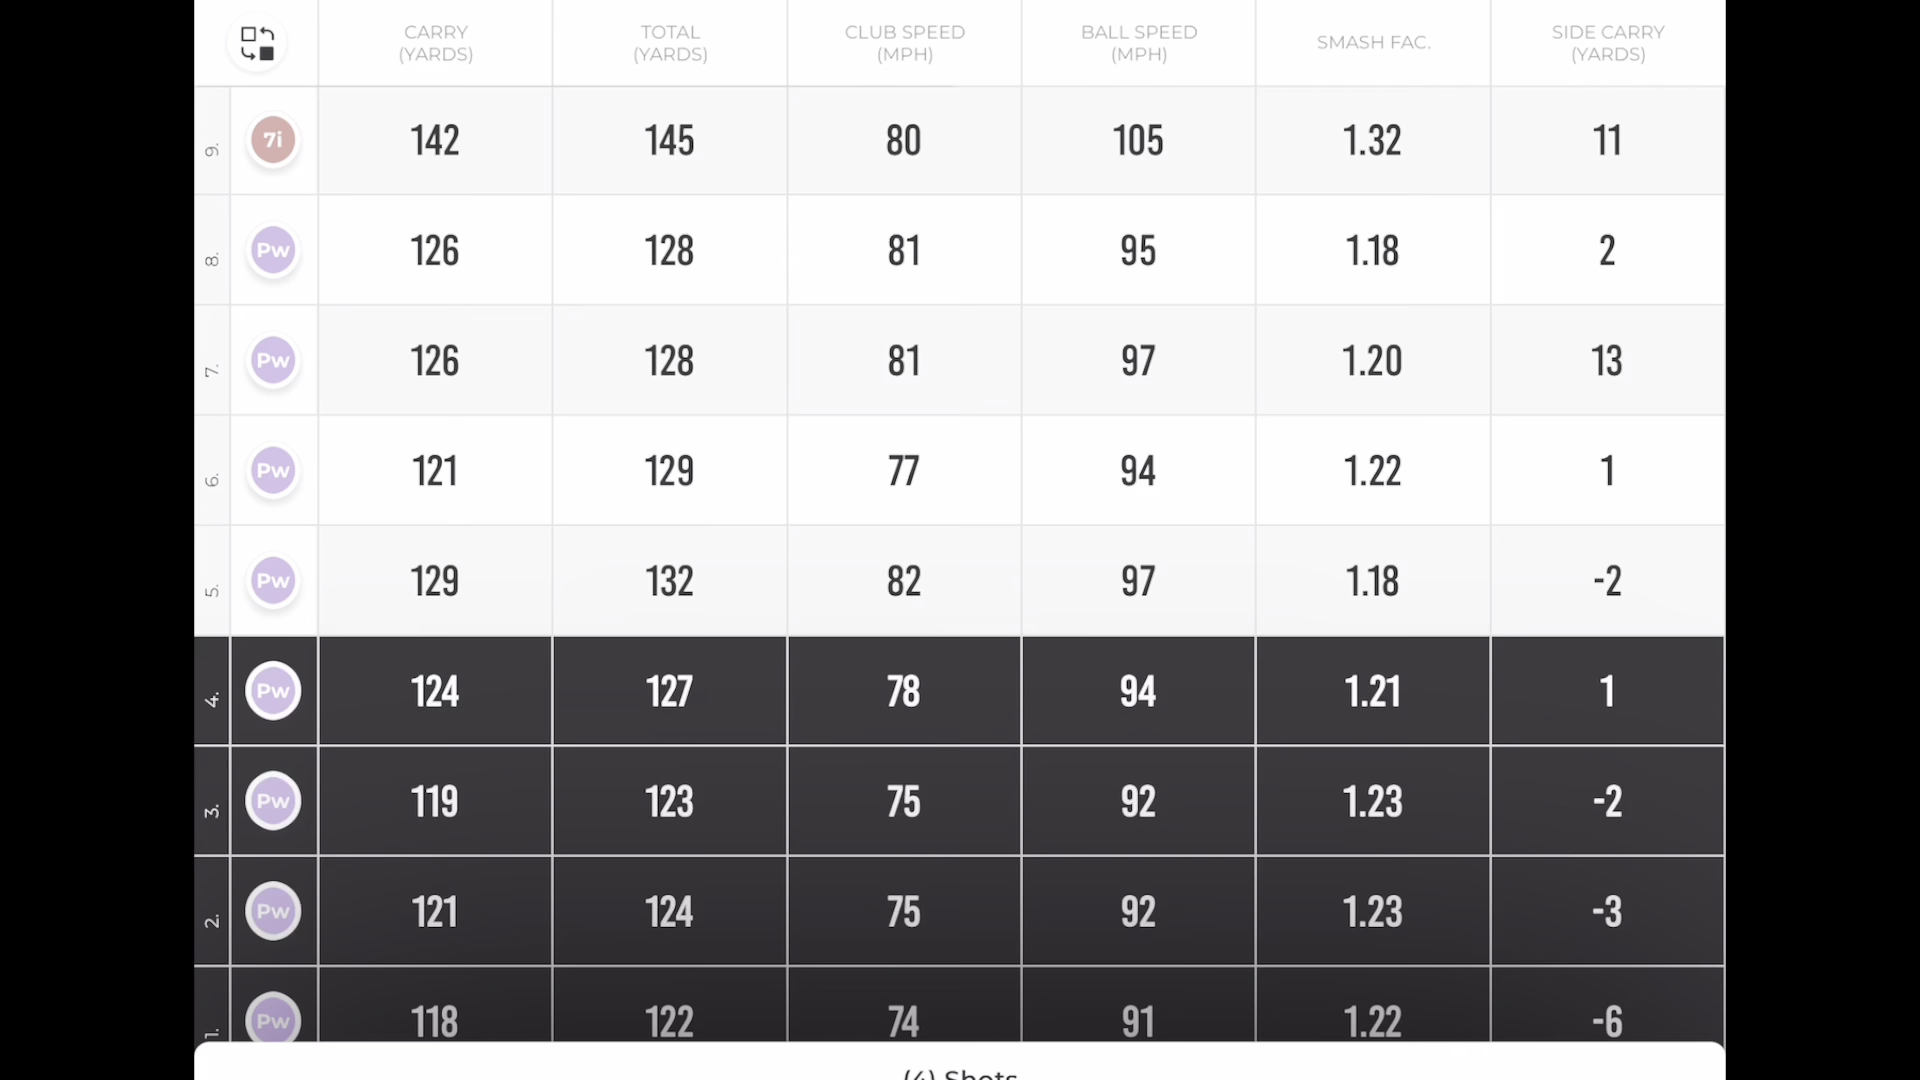 CARRY (YARDS) TOTAL (YARDS) CLUB SPEED (MPH) BALL SPEED (MPH) SMASH FAC. SIDE CARRY (YARDS)
9. 7i 142 145 80 105 1.32 11
8. Pw 126 128 81 95 1.18 2
7. Pw 126 128 81 97 1.20 13
6. Pw 121 129 77 94 1.22 1
5. Pw 129 132 82 97 1.18 -2
4. Pw 124 127 78 94 1.21 1
3. Pw 119 123 75 92 1.23 -2
2. Pw 121 124 75 92 1.23 -3
1. Pw 118 122 74 91 1.22 -6
(4) Shots